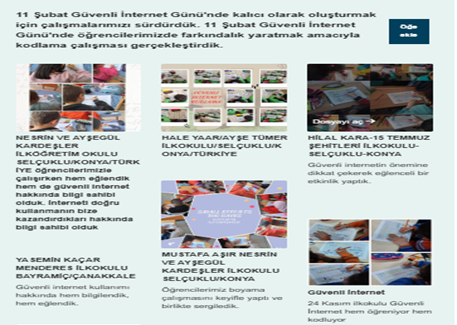 11 Şubat Güvenli İnternet Günü'nde kalıcı olarak oluşturmak
için çalışmalarımızı sürdürdük. 11 Şubat Güvenli İnternet
Günü'nde öğrencilerimizde farkındalık yaratmak amacıyla
kodlama çalışması gerçekleştirdik.
Öğe
ekle
NESRİN VE AYŞEGÜL
KARDEŞLER
İLKÖĞRETİM OKULU
SELÇUKLU/KONYA/TÜRK
İYE öğrencilerimizle
çalışırken hem eğlendik
hem de güvenli internet
hakkında bilgi sahibi
olduk. İnterneti doğru
kullanmanın bize
kazandırdıkları hakkında
bilgi sahibi olduk
YASEMİN KAÇAR
MENDERES İLKOKULU
BAYRAMİÇ/ÇANAKKALE
Güvenli internet kullanımı
hakkında hem bilgilendik,
hem eğlendik.
HALE YAAR/AYŞE TÜMER
İLKOKULU/SELÇUKLU/K
ONYA/TÜRKİYE
MUSTAFA AŞIR NESRİN
VE AYŞEGÜL
KARDEŞLER İLKOKULU
SELÇUKLU/KONYA
Öğrencilerimiz boyama
çalışmasını keyifle yaptı ve
birlikte sergiledik.
Dosyayı aç →
HİLAL KARA-15 TEMMUZ
ŞEHİTLERİ İLKOKULU-
SELÇUKLU-KONYA
Güvenli internetin önemine
dikkat çekerek eğlenceli bir
etkinlik yaptık.
Güvenli İnternet
24 Kasım ilkokulu Güvenli
İnternet hem öğreniyor hem
kodluyor